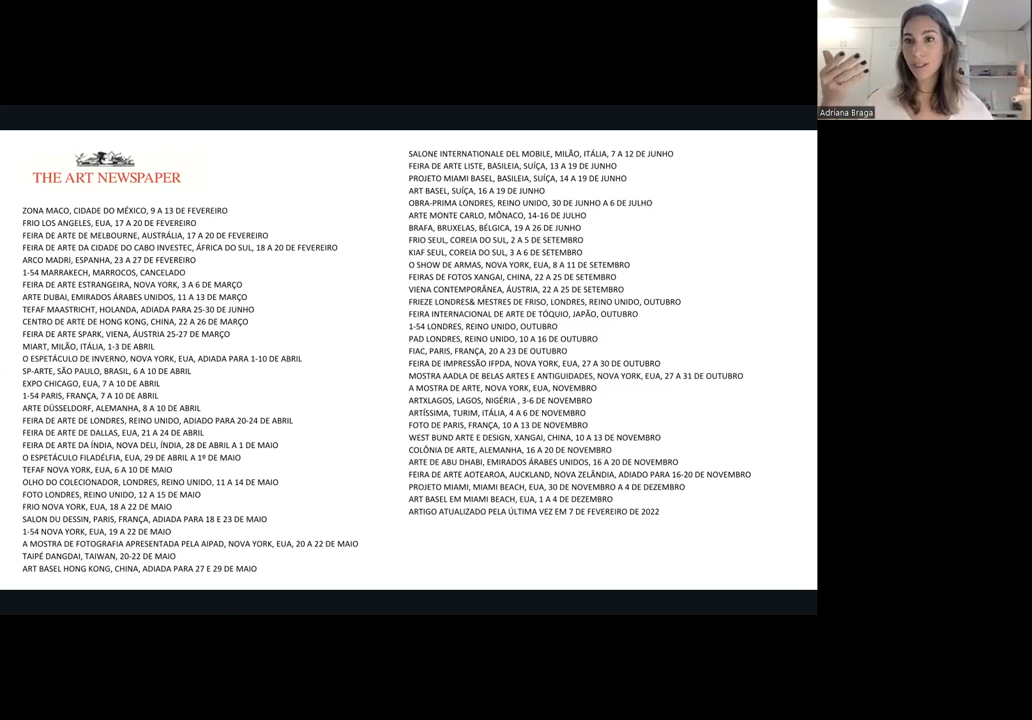 Adriana Braga
THE ART NEWSPAPER
ZONA MACO, CIDADE DO MÉXICO, 9 A 13 DE FEVEREIRO
FRIO LOS ANGELES, EUA, 17 A 20 DE FEVEREIRO
FEIRA DE ARTE DE MELBOURNE, AUSTRÁLIA, 17 A 20 DE FEVEREIRO
FEIRA DE ARTE DA CIDADE DO CABO INVESTEC, ÁFRICA DO SUL, 18 A 20 DE FEVEREIRO
ARCO MADRI, ESPANHA, 23 A 27 DE FEVEREIRO
1-54 MARRAKECH, MARROCOS, CANCELADO
FEIRA DE ARTE ESTRANGEIRA, NOVA YORK, 3 A 6 DE MARÇO
ARTE DUBAI, EMIRADOS ÁRABES UNIDOS, 11 A 13 DE MARÇO
TEFAF MAASTRICHT, HOLANDA, ADIADA PARA 25-30 DE JUNHO
CENTRO DE ARTE DE HONG KONG, CHINA, 22 A 26 DE MARÇO
FEIRA DE ARTE SPARK, VIENA, ÁUSTRIA 25-27 DE MARÇO
MIART, MILÃO, ITÁLIA, 1-3 DE ABRIL
O ESPETÁCULO DE INVERNO, NOVA YORK, EUA, ADIADA PARA 1-10 DE ABRIL
SP-ARTE, SÃO PAULO, BRASIL, 6 A 10 DE ABRIL
EXPO CHICAGO, EUA, 7 A 10 DE ABRIL
1-54 PARIS, FRANÇA, 7 A 10 DE ABRIL
ARTE DÜSSELDORF, ALEMANHA, 8 A 10 DE ABRIL
FEIRA DE ARTE DE LONDRES, REINO UNIDO, ADIADO PARA 20-24 DE ABRIL
FEIRA DE ARTE DE DALLAS, EUA, 21 A 24 DE ABRIL
FEIRA DE ARTE DA ÍNDIA, NOVA DELI, ÍNDIA, 28 DE ABRIL A 1 DE MAIO
O ESPETÁCULO FILADÉLFIA, EUA, 29 DE ABRIL A 1º DE MAIO
TEFAF NOVA YORK, EUA, 6 A 10 DE MAIO
OLHO DO COLECIONADOR, LONDRES, REINO UNIDO, 11 A 14 DE MAIO
FOTO LONDRES, REINO UNIDO, 12 A 15 DE MAIO
FRIO NOVA YORK, EUA, 18 A 22 DE MAIO
SALON DU DESSIN, PARIS, FRANÇA, ADIADA PARA 18 E 23 DE MAIO
1-54 NOVA YORK, EUA, 19 A 22 DE MAIO
A MOSTRA DE FOTOGRAFIA APRESENTADA PELA AIPAD, NOVA YORK, EUA, 20 A 22 DE MAIO
TAIPÉ DANGDAI, TAIWAN, 20-22 DE MAIO
ART BASEL HONG KONG, CHINA, ADIADA PARA 27 E 29 DE MAIO
SALONE INTERNATIONALE DEL MOBILE, MILÃO, ITÁLIA, 7 A 12 DE JUNHO
FEIRA DE ARTE LISTE, BASILEIA, SUÍÇA, 13 A 19 DE JUNHO
PROJETO MIAMI BASEL, BASILEIA, SUÍÇA, 14 A 19 DE JUNHO
ART BASEL, SUÍÇA, 16 A 19 DE JUNHO
OBRA-PRIMA LONDRES, REINO UNIDO, 30 DE JUNHO A 6 DE JULHO
ARTE MONTE CARLO, MÔNACO, 14-16 DE JULHO
BRAFA, BRUXELAS, BÉLGICA, 19 A 26 DE JUNHO
FRIO SEUL, COREIA DO SUL, 2 A 5 DE SETEMBRO
KIAF SEUL, COREIA DO SUL, 3 A 6 DE SETEMBRO
O SHOW DE ARMAS, NOVA YORK, EUA, 8 A 11 DE SETEMBRO
FEIRAS DE FOTOS XANGAI, CHINA, 22 A 25 DE SETEMBRO
VIENA CONTEMPORÂNEA, ÁUSTRIA, 22 A 25 DE SETEMBRO
FRIEZE LONDRES& MESTRES DE FRISO, LONDRES, REINO UNIDO, OUTUBRO
FEIRA INTERNACIONAL DE ARTE DE TÓQUIO, JAPÃO, OUTUBRO
1-54 LONDRES, REINO UNIDO, OUTUBRO
PAD LONDRES, REINO UNIDO, 10 A 16 DE OUTUBRO
FIAC, PARIS, FRANÇA, 20 A 23 DE OUTUBRO
FEIRA DE IMPRESSÃO IFPDA, NOVA YORK, EUA, 27 A 30 DE OUTUBRO
MOSTRA AADLA DE BELAS ARTES E ANTIGUIDADES, NOVA YORK, EUA, 27 A 31 DE OUTUBRO
A MOSTRA DE ARTE, NOVA YORK, EUA, NOVEMBRO
ARTXLAGOS, LAGOS, NIGÉRIA , 3-6 DE NOVEMBRO
ARTÍSSIMA, TURIM, ITÁLIA, 4 A 6 DE NOVEMBRO
FOTO DE PARIS, FRANÇA, 10 A 13 DE NOVEMBRO
WEST BUND ARTE E DESIGN, XANGAI, CHINA, 10 A 13 DE NOVEMBRO
COLÔNIA DE ARTE, ALEMANHA, 16 A 20 DE NOVEMBRO
ARTE DE ABU DHABI, EMIRADOS ÁRABES UNIDOS, 16 A 20 DE NOVEMBRO
FEIRA DE ARTE AOTEAROA, AUCKLAND, NOVA ZELÂNDIA, ADIADO PARA 16-20 DE NOVEMBRO
PROJETO MIAMI, MIAMI BEACH, EUA, 30 DE NOVEMBRO A 4 DE DEZEMBRO
ART BASEL EM MIAMI BEACH, EUA, 1 A 4 DE DEZEMBRO
ARTIGO ATUALIZADO PELA ÚLTIMA VEZ EM 7 DE FEVEREIRO DE 2022